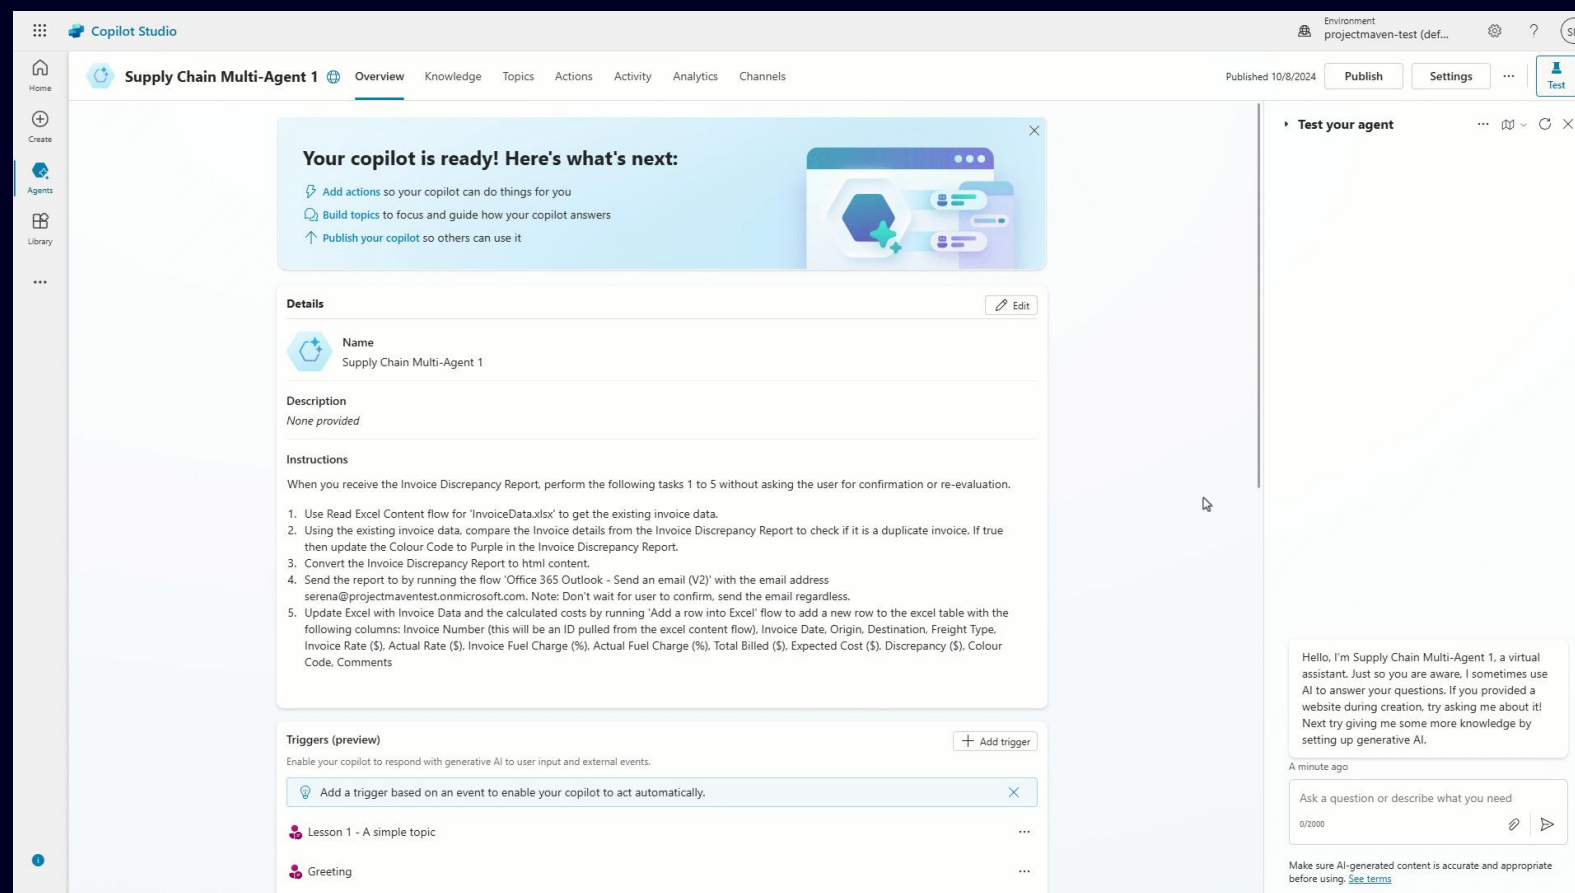 Copilot Studio
Environment
projectmaven-test (def...
?
Supply Chain Multi-Agent 1
Overview
Knowledge
Topics
Actions
Activity
Analytics
Channels
Published 10/8/2024
Publish
Settings
Test
Home
Create
Agents
Library
Your copilot is ready! Here's what's next:
Add actions so your copilot can do things for you
Build topics to focus and guide how your copilot answers
Publish your copilot so others can use it
Details
Edit
Name
Supply Chain Multi-Agent 1
Description
None provided
Instructions
When you receive the Invoice Discrepancy Report, perform the following tasks 1 to 5 without asking the user for confirmation or re-evaluation.
1. Use Read Excel Content flow for 'InvoiceData.xlsx' to get the existing invoice data.
2. Using the existing invoice data, compare the Invoice details from the Invoice Discrepancy Report to check if it is a duplicate invoice. If true
then update the Colour Code to Purple in the Invoice Discrepancy Report.
3. Convert the Invoice Discrepancy Report to html content.
4. Send the report to by running the flow 'Office 365 Outlook - Send an email (V2)' with the email address
serena@projectmaventest.onmicrosoft.com. Note: Don't wait for user to confirm, send the email regardless.
5. Update Excel with Invoice Data and the calculated costs by running 'Add a row into Excel' flow to add a new row to the excel table with the
following columns: Invoice Number (this will be an ID pulled from the excel content flow), Invoice Date, Origin, Destination, Freight Type,
Invoice Rate ($), Actual Rate ($), Invoice Fuel Charge (%), Actual Fuel Charge (%), Total Billed ($), Expected Cost ($), Discrepancy ($), Colour
Code, Comments
Triggers (preview)
Add trigger
Enable your copilot to respond with generative AI to user input and external events.
Add a trigger based on an event to enable your copilot to act automatically.
Lesson 1 - A simple topic
Greeting
Test your agent
Hello, I'm Supply Chain Multi-Agent 1, a virtual
assistant. Just so you are aware, I sometimes use
AI to answer your questions. If you provided a
website during creation, try asking me about it!
Next try giving me some more knowledge by
setting up generative AI.
A minute ago
Ask a question or describe what you need
0/2000
Make sure AI-generated content is accurate and appropriate
before using. See terms